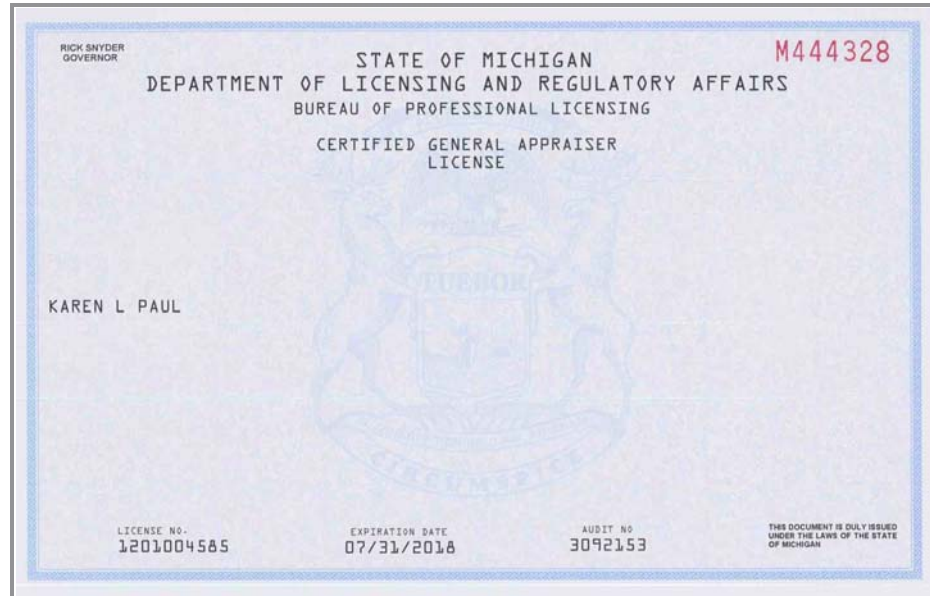 RICK SNYDER
GOVERNOR
M444328
STATE OF MICHIGAN
DEPARTMENT OF LICENSING AND REGULATORY AFFAIRS
BUREAU OF PROFESSIONAL LICENSING
CERTIFIED GENERAL APPRAISER
LICENSE
TUEBOR
KAREN L PAUL
CIRCUMSPICE
LICENSE NO.
1201004585
EXPIRATION DATE
07/31/2018
AUDIT NO
3092153
THIS DOCUMENT IS DULY ISSUED
UNDER THE LAWS OF THE STATE
OF MICHIGAN